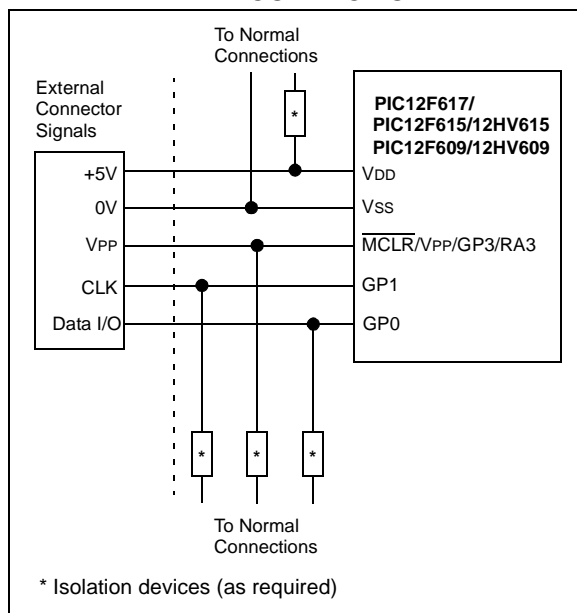 To Normal
Connections
External
Connector
Signals
*
PIC12F617/
PIC12F615/12HV615
PIC12F609/12HV609
+5V
VDD
0V
VSS
VPP
MCLR/VPP/GP3/RA3
CLK
GP1
Data I/O
GP0
*
*
*
To Normal
Connections
* Isolation devices (as required)